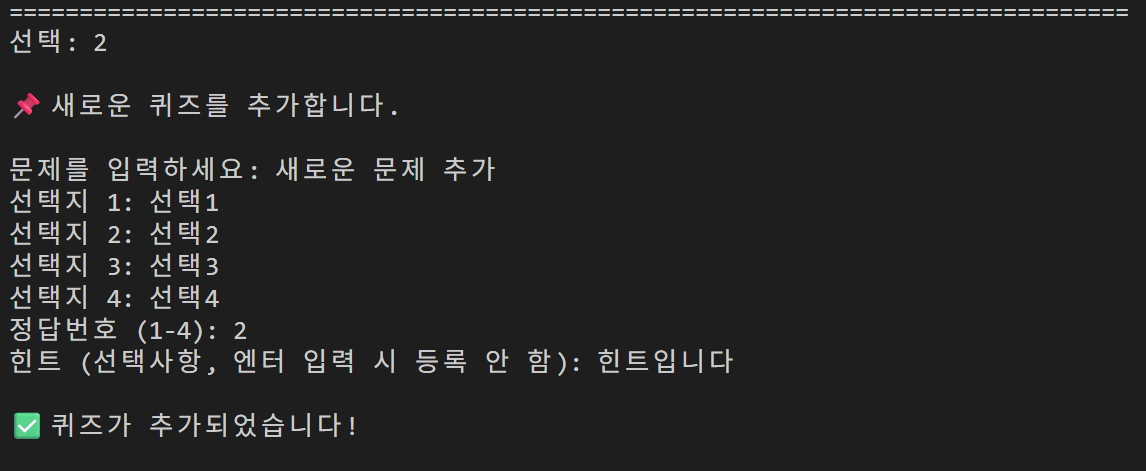 ================================================================================
선택: 2
📌 새로운 퀴즈를 추가합니다.
문제를 입력하세요: 새로운 문제 추가
선택지 1: 선택1
선택지 2: 선택2
선택지 3: 선택3
선택지 4: 선택4
정답번호 (1-4): 2
힌트 (선택사항, 엔터 입력 시 등록 안 함): 힌트입니다
✅ 퀴즈가 추가되었습니다!